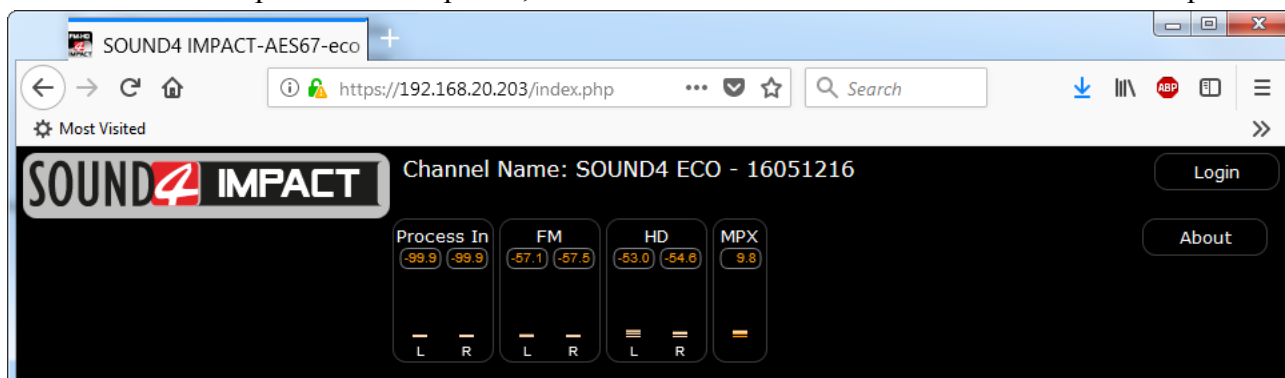 SOUND4 IMPACT-AES67-eco
https://192.168.20.203/index.php
Search
ABP
Most Visited
SOUND4 IMPACT
Channel Name: SOUND4 ECO - 16051216
Login
Process In FM HD MPX
About
-99.9 -99.9 -57.1 -57.5 -53.0 -54.6 9.8
L R L R L R